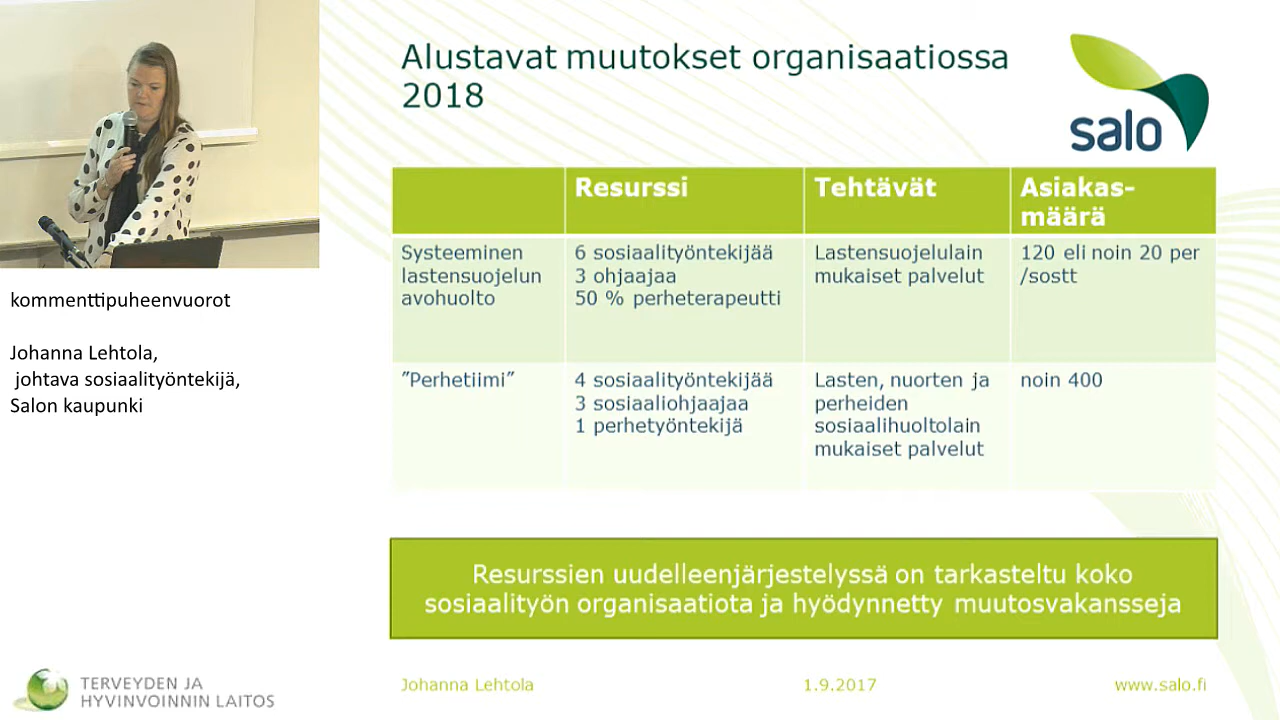 kommenttipuheenvuorot
Johanna Lehtola,
johtava sosiaalityöntekijä,
Salon kaupunki
Alustavat muutokset organisaatiossa
2018
salo
Resurssi
Tehtävät
Asiakas-
määrä
Systeeminen
lastensuojelun
avohuolto
6 sosiaalityöntekijää
3 ohjaajaa
50 % perheterapeutti
Lastensuojelulain
mukaiset palvelut
120 eli noin 20 per
/sostt
”Perhetiimi”
4 sosiaalityöntekijää
3 sosiaaliohjaajaa
1 perhetyöntekijä
Lasten, nuorten ja
perheiden
sosiaalihuoltolain
mukaiset palvelut
noin 400
Resurssien uudelleenjärjestelyssä on tarkasteltu koko
sosiaalityön organisaatiota ja hyödynnetty muutosvakansseja
TERVEYDEN JA
HYVINVOINNIN LAITOS
Johanna Lehtola
1.9.2017
www.salo.fi